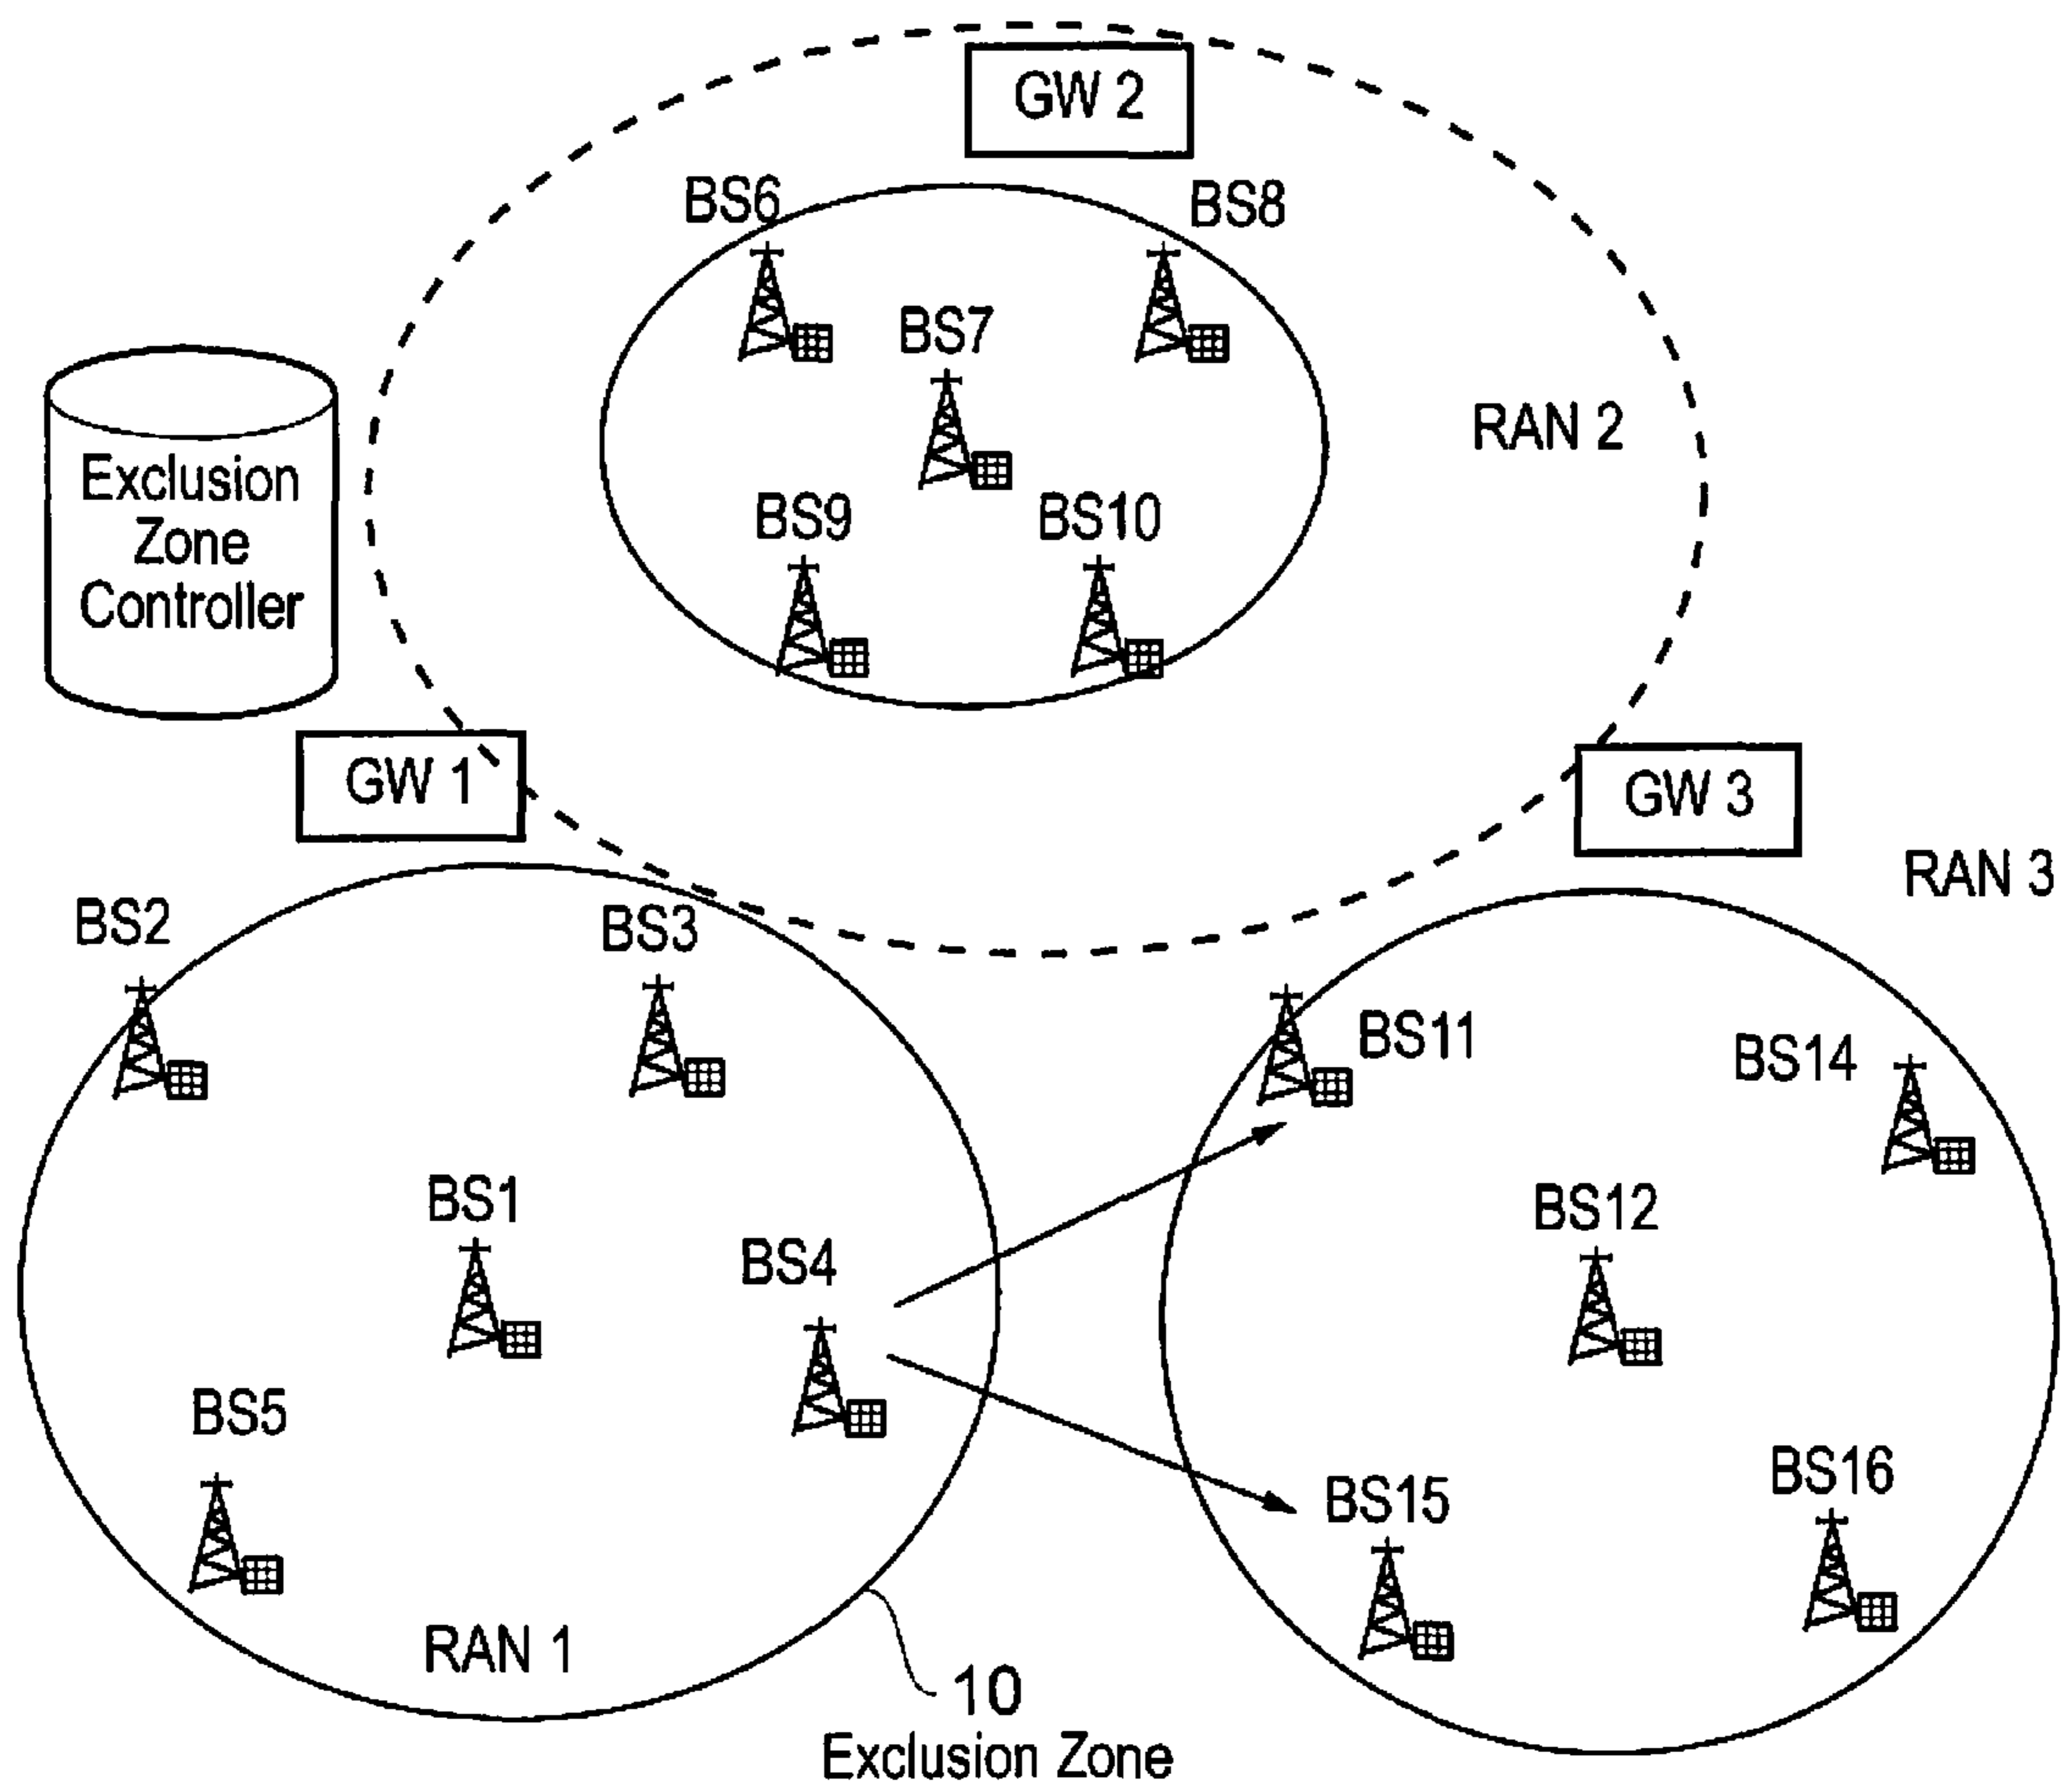 GW 2
BS6
BS8
BS7
RAN 2
Exclusion
Zone
Controller
BS9
BS10
GW 1
GW 3
RAN 3
BS2
BS3
BS11
BS14
BS1
BS12
BS4
BS5
BS16
BS15
RAN 1
10
Exclusion Zone